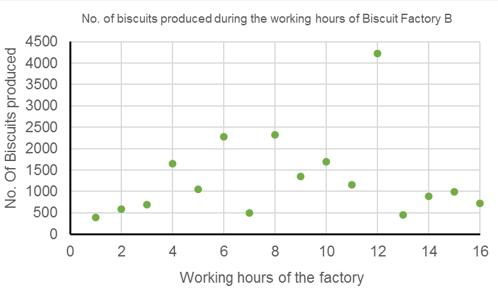 No. of biscuits produced during the working hours of Biscuit Factory B
No. Of Biscuits produced
4500
4000
3500
3000
2500
2000
1500
1000
500
0
0 2 4 6 8 10 12 14 16
Working hours of the factory